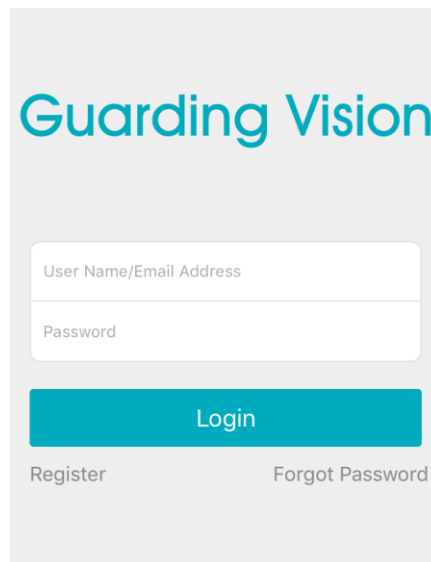 Guarding Vision
User Name/Email Address
Password
Login
Register
Forgot Password